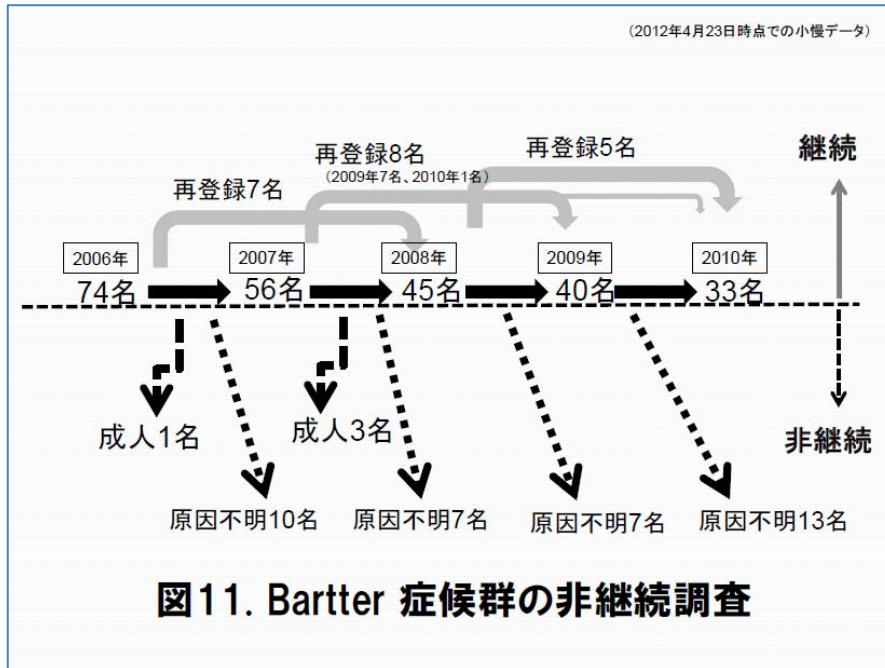 (2012年4月23日時点での小慢データ)
再登録7名
再登録8名
(2009年7名、2010年1名)
再登録5名
継続
2006年
2007年
2008年
2009年
2010年
74名
56名
45名
40名
33名
成人1名
成人3名
非継続
原因不明10名
原因不明7名
原因不明7名
原因不明13名
図11. Bartter 症候群の非継続調査